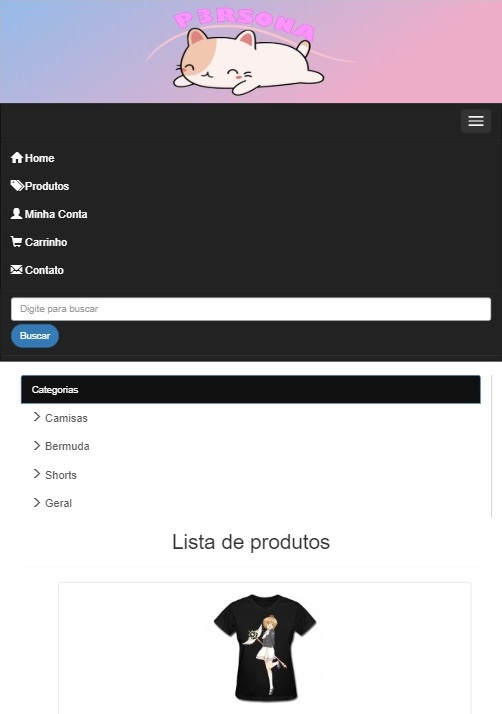 P3RSONA
Home
Produtos
Minha Conta
Carrinho
Contato
Digite para buscar
Buscar
Categorias
Camisas
Bermuda
Shorts
Geral
Lista de produtos